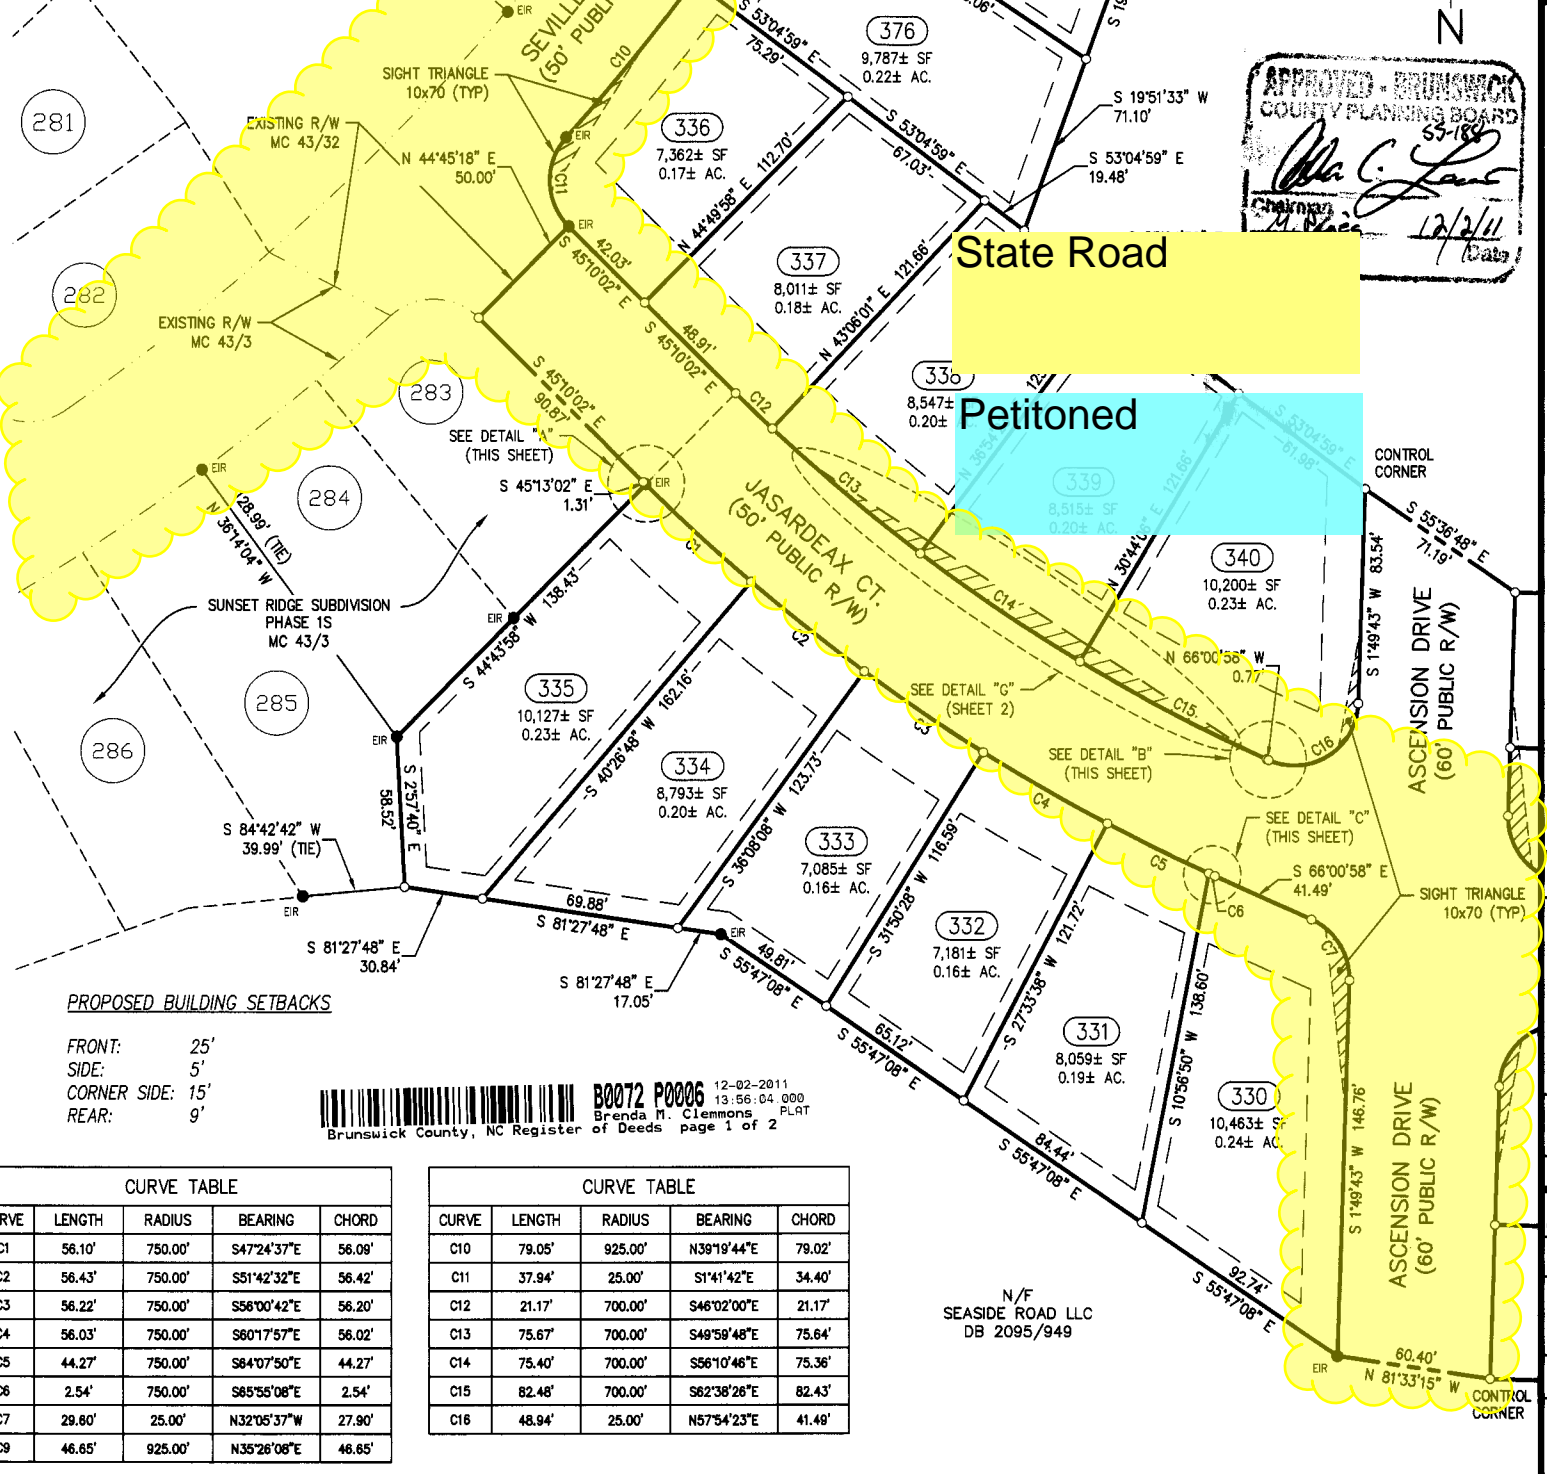 N
APPROVED - BRUNSWICK
COUNTY PLANNING BOARD
SS-188
Chairman
12/2/11
Date
State Road
Petitoned
281
282
283
284
285
286
EIR
SEVILLE
(50' PUBLIC
C10
SIGHT TRIANGLE
10x70 (TYP)
EXISTING R/W
MC 43/32
EXISTING R/W
MC 43/3
N 44°45'18" E
50.00'
EIR
C11
EIR
S 53°04'59" E
75.29'
376
9,787± SF
0.22± AC.
S 19°51'33" W
71.10'
S 53°04'59" E
67.03'
S 53°04'59" E
19.48'
336
7,362± SF
0.17± AC.
N 44°49'58" E 112.70'
337
8,011± SF
0.18± AC.
N 43°06'01" E 121.66'
42.03'
S 45°10'02" E
48.91'
S 45°10'02" E
C12
338
8,547±
0.20±
S 45°10'02" E
90.87'
SEE DETAIL "A"
(THIS SHEET)
S 45°13'02" E
1.31'
EIR
339
8,515± SF
0.20± AC.
121.66'
N 30°44'06" E
S 53°04'59" E
61.98'
CONTROL
CORNER
S 55°36'48" E
71.19'
340
10,200± SF
0.23± AC.
S 1°49'43" W 83.54'
JASARDEAX CT.
(50' PUBLIC R/W)
C13
C14
C15
C16
N 66°00'58" W
0.77'
ASCENSION DRIVE
(60' PUBLIC R/W)
EIR
28.99' (TIE)
N 36°14'04" W
SUNSET RIDGE SUBDIVISION
PHASE 1S
MC 43/3
EIR
S 44°43'58" W 138.43'
C1
C2
C3
C4
C5
C6
C7
335
10,127± SF
0.23± AC.
S 40°26'48" W 162.16'
334
8,793± SF
0.20± AC.
S 36°08'08" W 123.73'
333
7,085± SF
0.16± AC.
S 31°50'28" W 116.59'
332
7,181± SF
0.16± AC.
S 27°33'38" W 121.72'
331
8,059± SF
0.19± AC.
S 10°56'50" W 138.60'
330
10,463± SF
0.24± AC.
SEE DETAIL "G"
(SHEET 2)
SEE DETAIL "B"
(THIS SHEET)
SEE DETAIL "C"
(THIS SHEET)
S 66°00'58" E
41.49'
SIGHT TRIANGLE
10x70 (TYP)
EIR
S 2°57'40" E
58.52'
S 84°42'42" W
39.99' (TIE)
EIR
S 81°27'48" E
30.84'
69.88'
S 81°27'48" E
EIR
S 81°27'48" E
17.05'
49.81'
S 55°47'08" E
65.12'
S 55°47'08" E
84.44'
S 55°47'08" E
92.74'
S 55°47'08" E
S 1°49'43" W 146.76'
ASCENSION DRIVE
(60' PUBLIC R/W)
EIR
60.40'
N 81°33'15" W
CONTROL
CORNER
N/F
SEASIDE ROAD LLC
DB 2095/949
PROPOSED BUILDING SETBACKS
FRONT: 25'
SIDE: 5'
CORNER SIDE: 15'
REAR: 9'
B0072 P0006 12-02-2011
13:56:04.000
Brenda M. Clemmons PLAT
Brunswick County, NC Register of Deeds page 1 of 2
CURVE TABLE
RVE LENGTH RADIUS BEARING CHORD
C1 56.10' 750.00' S47°24'37"E 56.09'
C2 56.43' 750.00' S51°42'32"E 56.42'
C3 56.22' 750.00' S56°00'42"E 56.20'
C4 56.03' 750.00' S60°17'57"E 56.02'
C5 44.27' 750.00' S64°07'50"E 44.27'
C6 2.54' 750.00' S65°55'08"E 2.54'
C7 29.60' 25.00' N32°05'37"W 27.90'
C9 46.65' 925.00' N35°26'08"E 46.65'
CURVE TABLE
CURVE LENGTH RADIUS BEARING CHORD
C10 79.05' 925.00' N39°19'44"E 79.02'
C11 37.94' 25.00' S1°41'42"E 34.40'
C12 21.17' 700.00' S46°02'00"E 21.17'
C13 75.67' 700.00' S49°59'48"E 75.64'
C14 75.40' 700.00' S56°10'46"E 75.36'
C15 82.48' 700.00' S62°38'26"E 82.43'
C16 48.94' 25.00' N57°54'23"E 41.49'